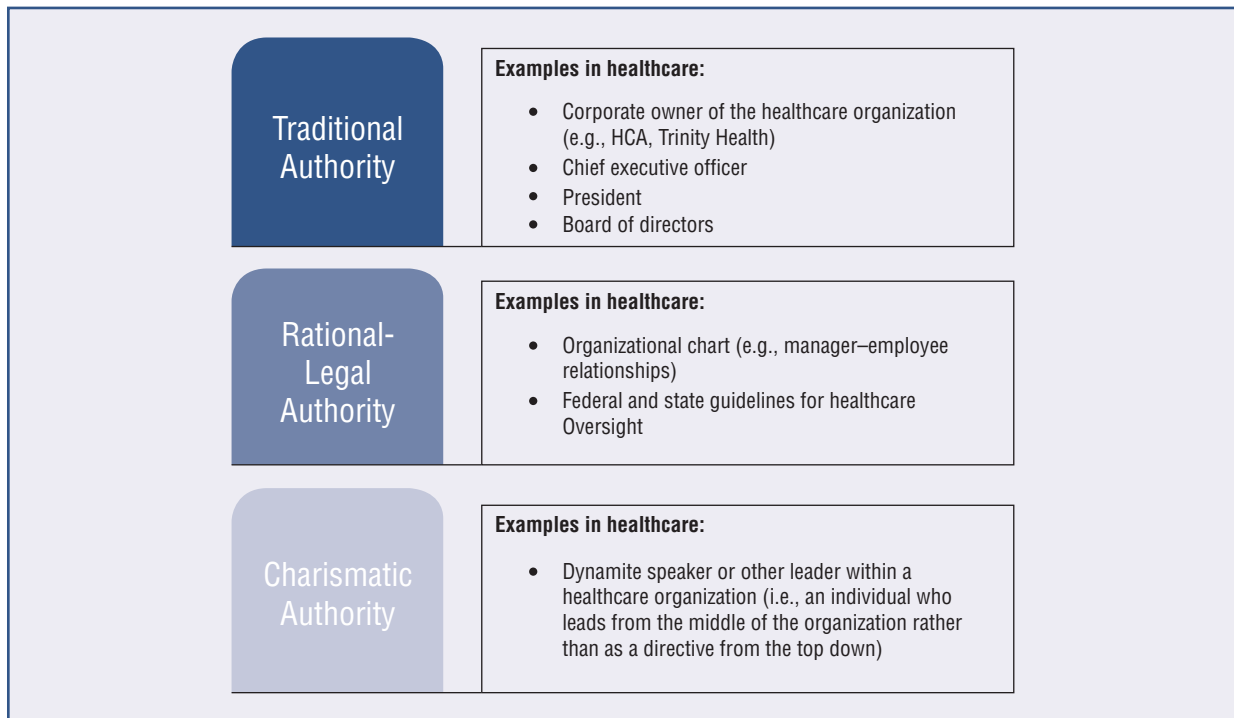 Traditional
Authority
Examples in healthcare:
• Corporate owner of the healthcare organization
(e.g., HCA, Trinity Health)
• Chief executive officer
• President
• Board of directors
Rational-
Legal
Authority
Examples in healthcare:
• Organizational chart (e.g., manager–employee
relationships)
• Federal and state guidelines for healthcare
Oversight
Charismatic
Authority
Examples in healthcare:
• Dynamite speaker or other leader within a
healthcare organization (i.e., an individual who
leads from the middle of the organization rather
than as a directive from the top down)